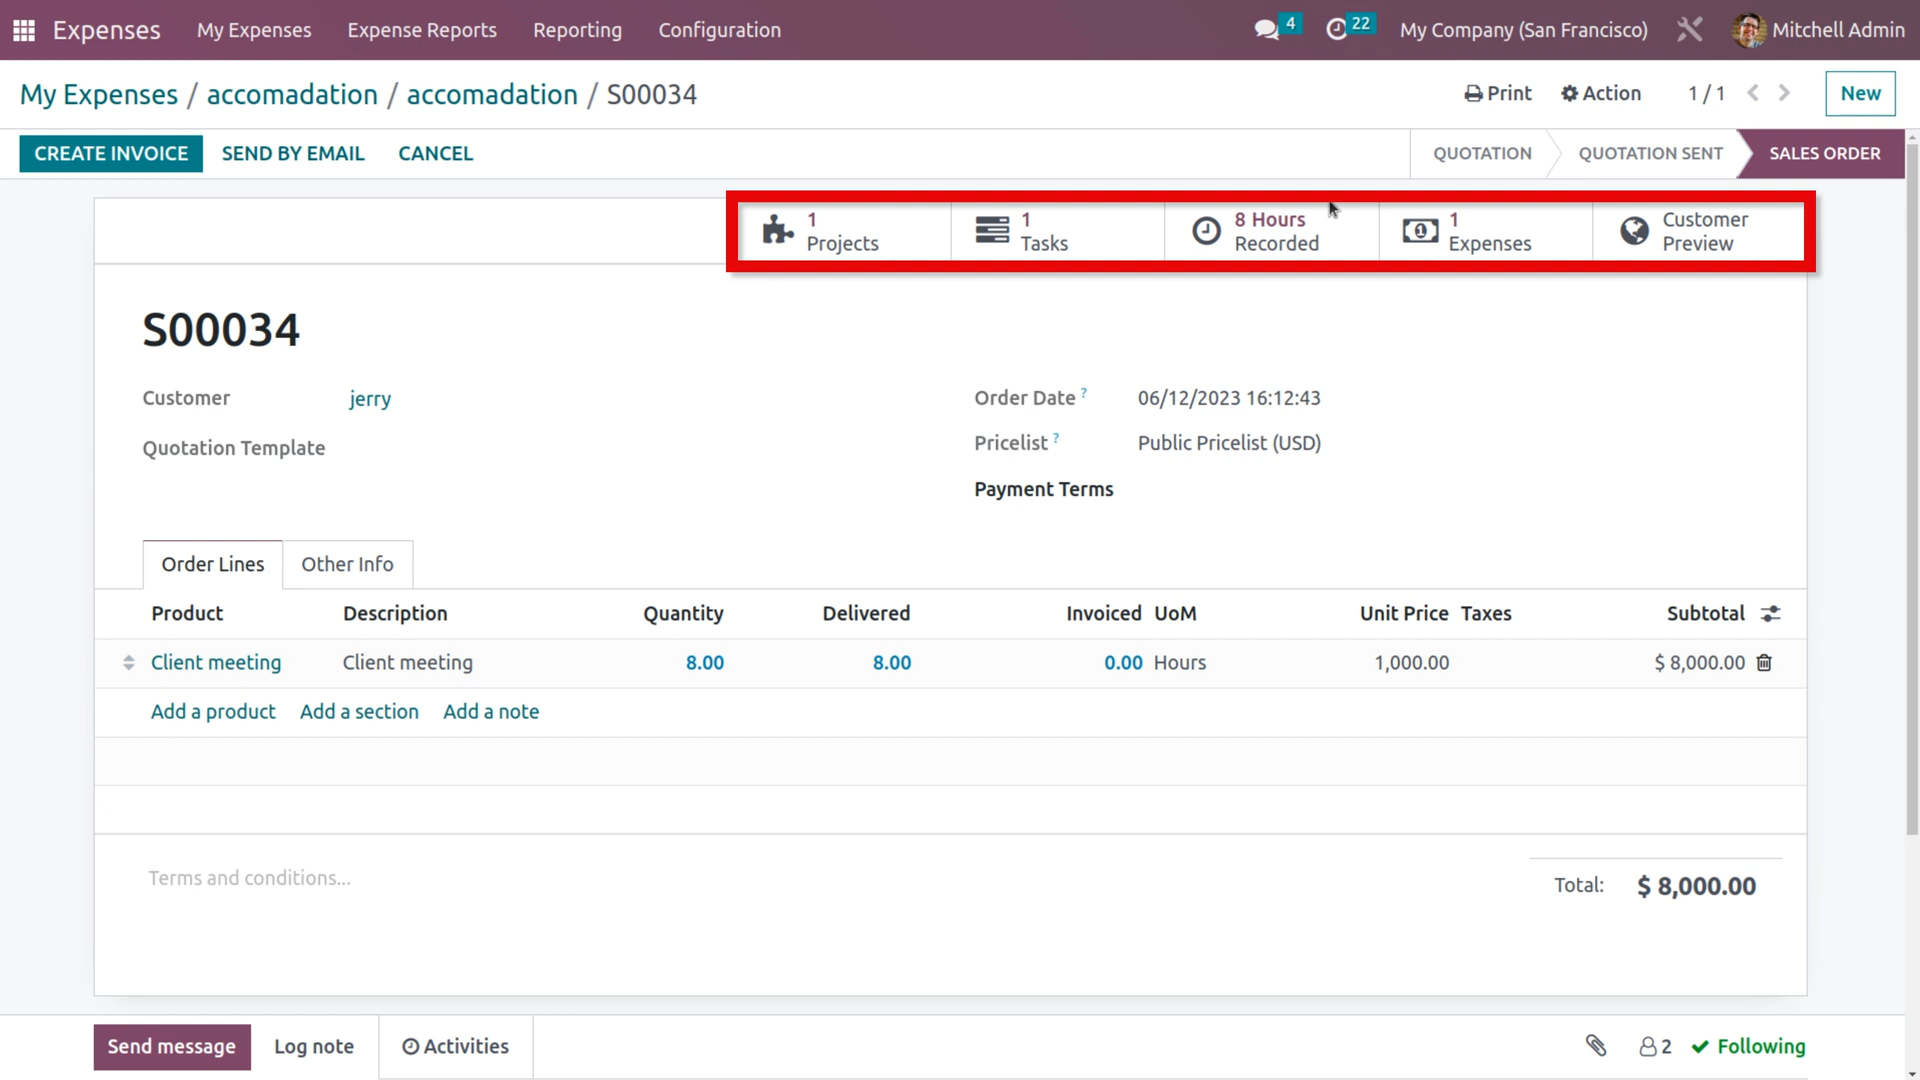 Expenses My Expenses Expense Reports Reporting Configuration 4 22 My Company (San Francisco) Mitchell Admin
My Expenses / accomadation / accomadation / S00034 Print Action 1 / 1 New
CREATE INVOICE SEND BY EMAIL CANCEL QUOTATION QUOTATION SENT SALES ORDER
1 Projects
1 Tasks
8 Hours Recorded
1 Expenses
Customer Preview
S00034
Customer jerry
Order Date ? 06/12/2023 16:12:43
Quotation Template
Pricelist ? Public Pricelist (USD)
Payment Terms
Order Lines Other Info
Product Description Quantity Delivered Invoiced UoM Unit Price Taxes Subtotal
Client meeting Client meeting 8.00 8.00 0.00 Hours 1,000.00 $ 8,000.00
Add a product Add a section Add a note
Terms and conditions...
Total: $ 8,000.00
Send message Log note Activities 2 Following